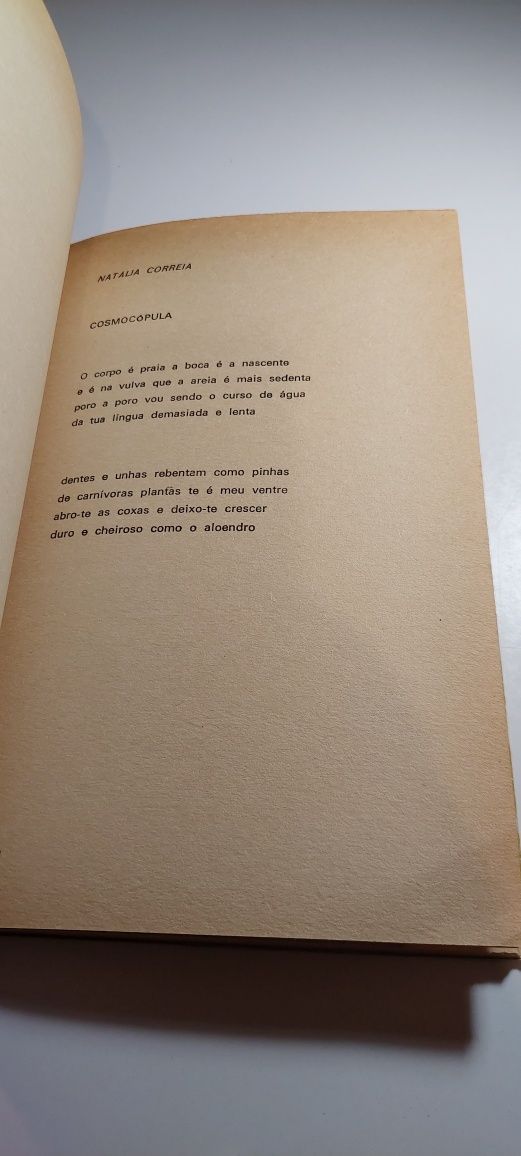 NATÁLIA CORREIA
COSMOCÓPULA
O corpo é praia a boca é a nascente
e é na vulva que a areia é mais sedenta
poro a poro vou sendo o curso de água
da tua língua demasiada e lenta
dentes e unhas rebentam como pinhas
de carnívoras plantas te é meu ventre
abro-te as coxas e deixo-te crescer
duro e cheiroso como o aloendro